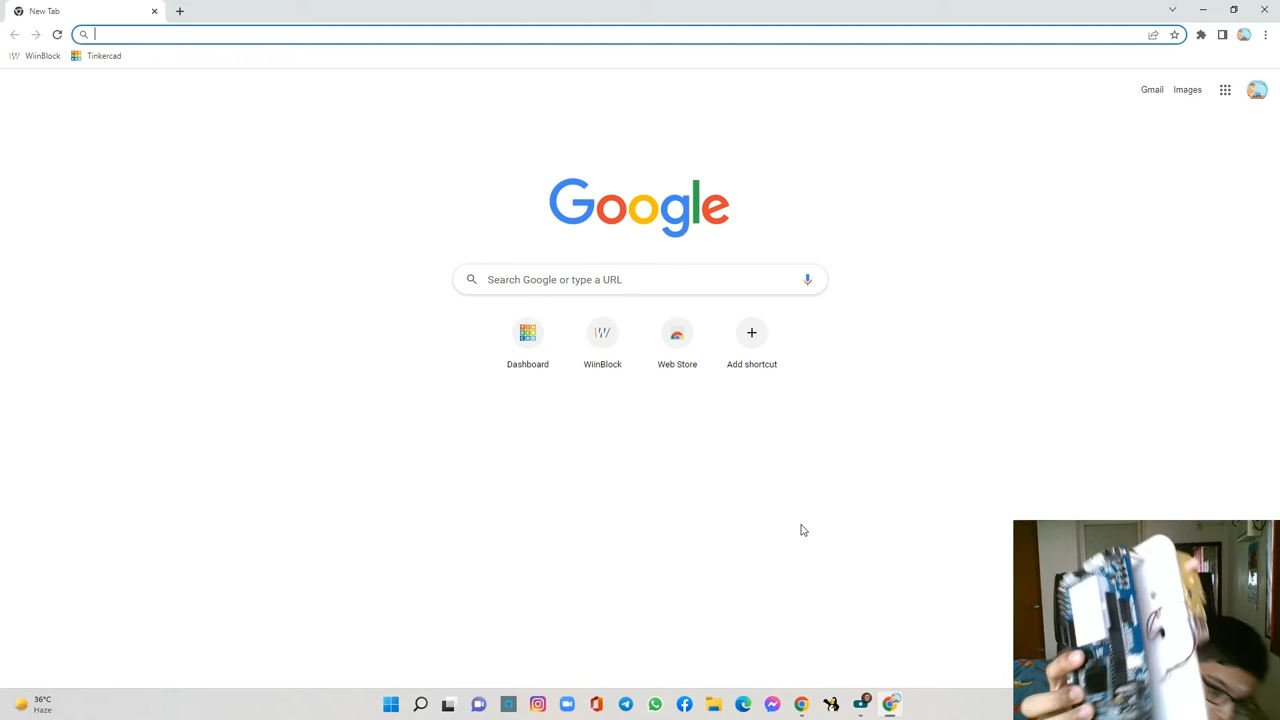 New Tab
WiinBlock
Tinkercad
Gmail
Images
Google
Search Google or type a URL
Dashboard
WiinBlock
Web Store
Add shortcut
36°C
Haze